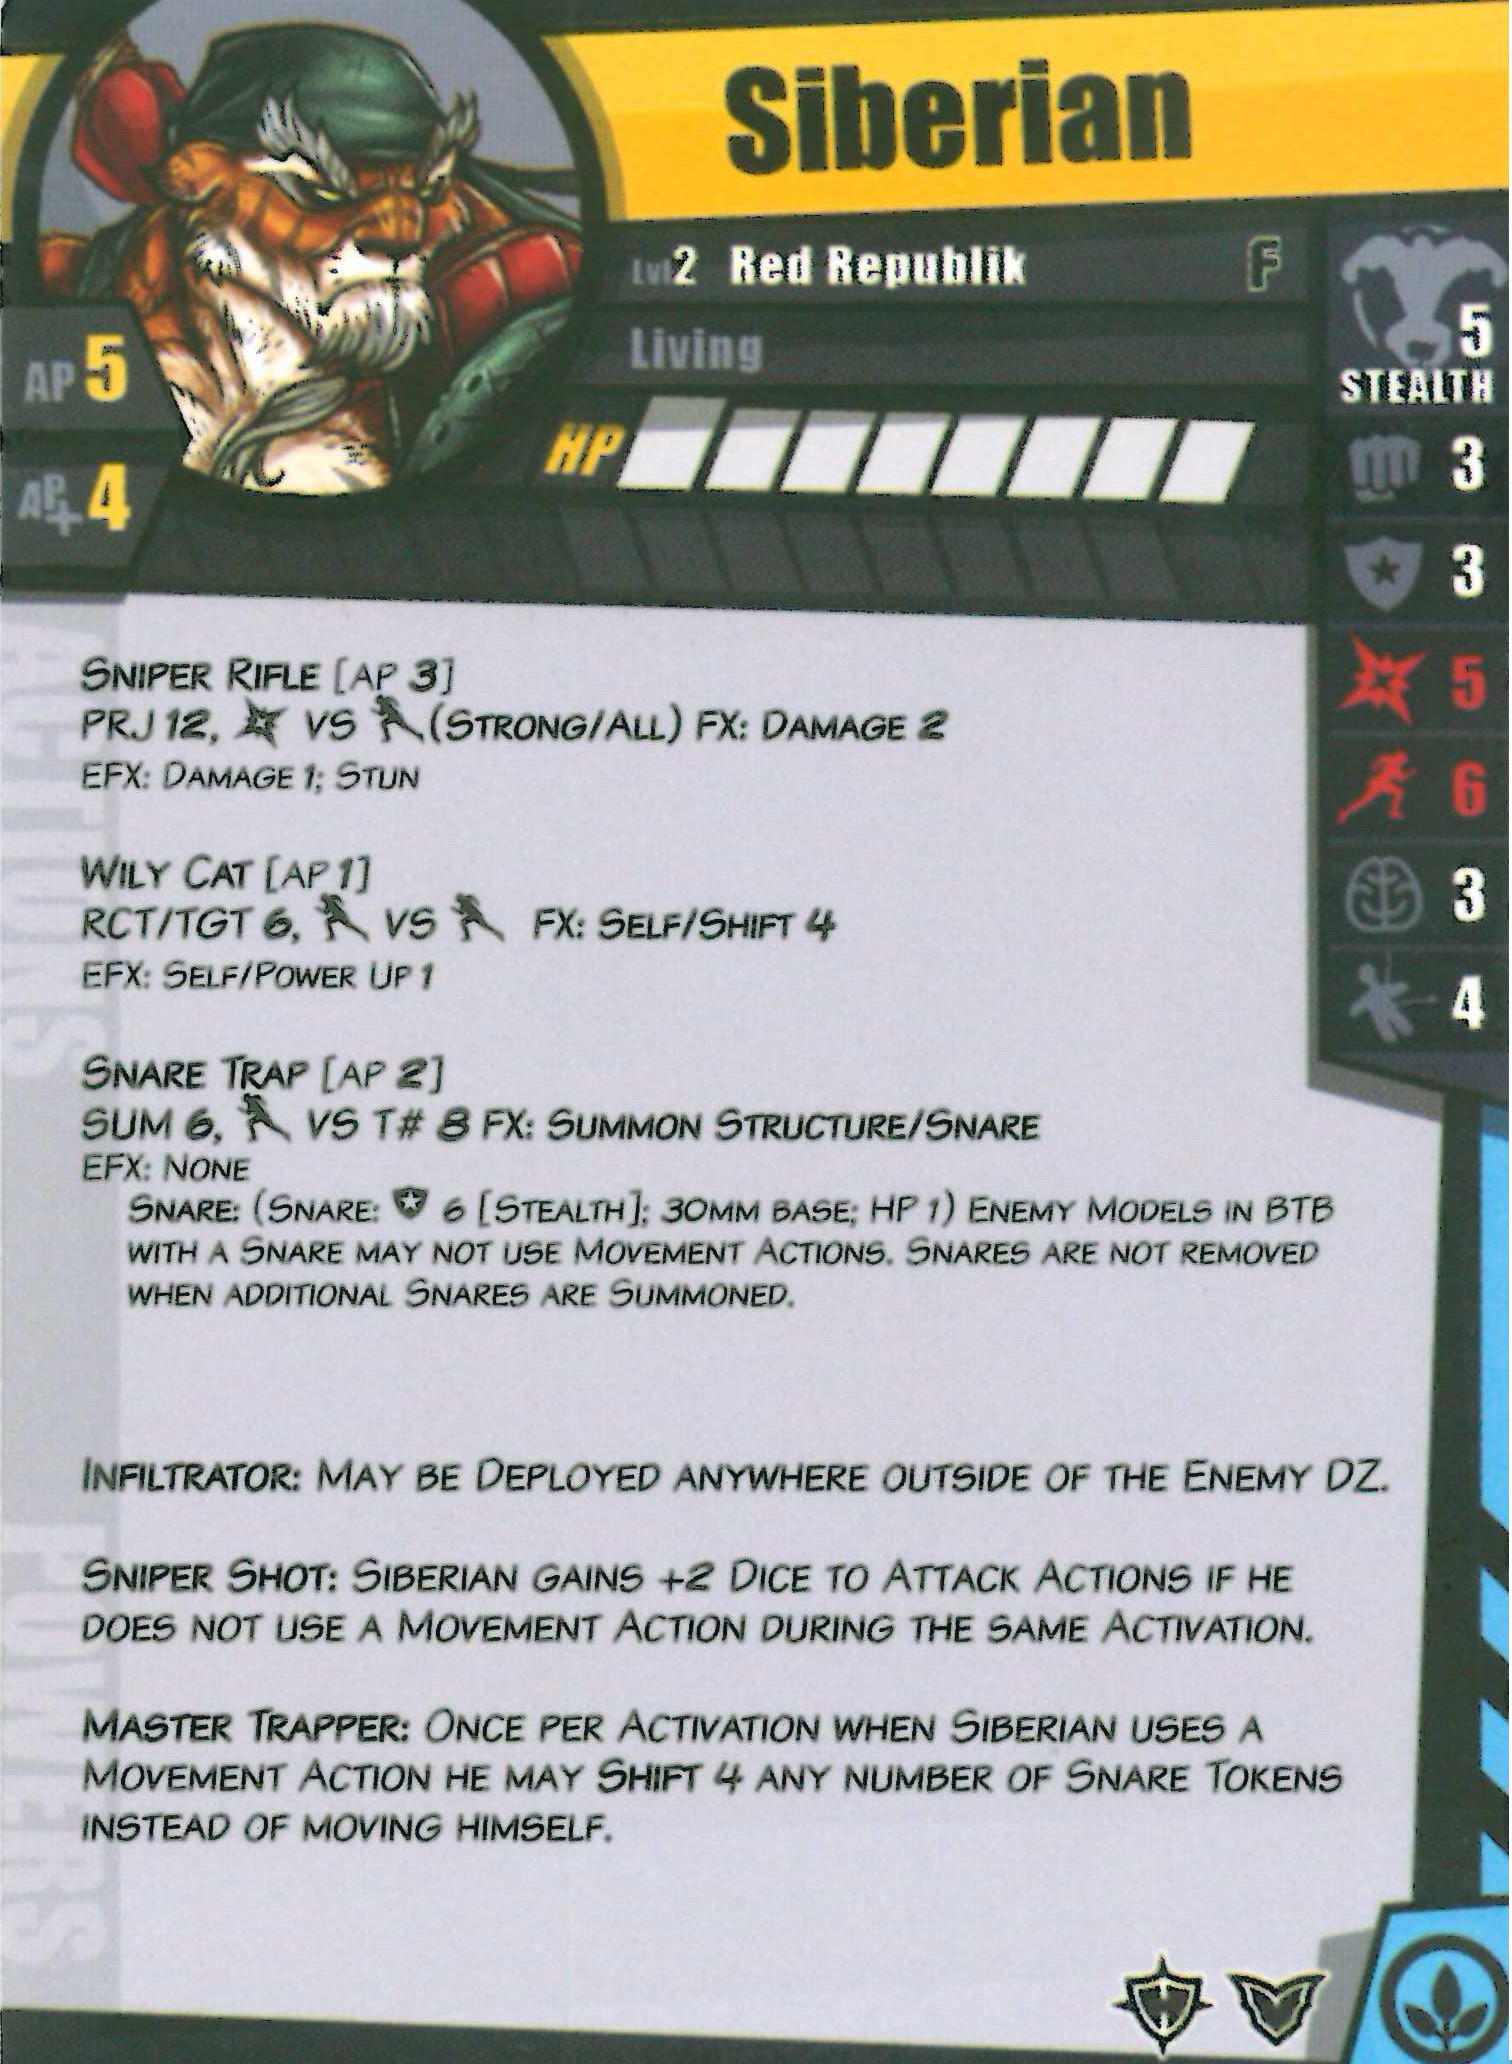 Siberian
Lvl 2 Red Republik F
Living
AP 5
HP
AP+ 4
5
STEALTH
3
3
5
6
3
4
ACTIONS
SNIPER RIFLE [AP 3]
PRJ 12, VS (STRONG/ALL) FX: DAMAGE 2
EFX: DAMAGE 1; STUN
WILY CAT [AP 1]
RCT/TGT 6, VS FX: SELF/SHIFT 4
EFX: SELF/POWER UP 1
SNARE TRAP [AP 2]
SUM 6, VS T# 8 FX: SUMMON STRUCTURE/SNARE
EFX: NONE
SNARE: (SNARE: 6 [STEALTH]; 30MM BASE; HP 1) ENEMY MODELS IN BTB
WITH A SNARE MAY NOT USE MOVEMENT ACTIONS. SNARES ARE NOT REMOVED
WHEN ADDITIONAL SNARES ARE SUMMONED.
POWERS
INFILTRATOR: MAY BE DEPLOYED ANYWHERE OUTSIDE OF THE ENEMY DZ.
SNIPER SHOT: SIBERIAN GAINS +2 DICE TO ATTACK ACTIONS IF HE
DOES NOT USE A MOVEMENT ACTION DURING THE SAME ACTIVATION.
MASTER TRAPPER: ONCE PER ACTIVATION WHEN SIBERIAN USES A
MOVEMENT ACTION HE MAY SHIFT 4 ANY NUMBER OF SNARE TOKENS
INSTEAD OF MOVING HIMSELF.